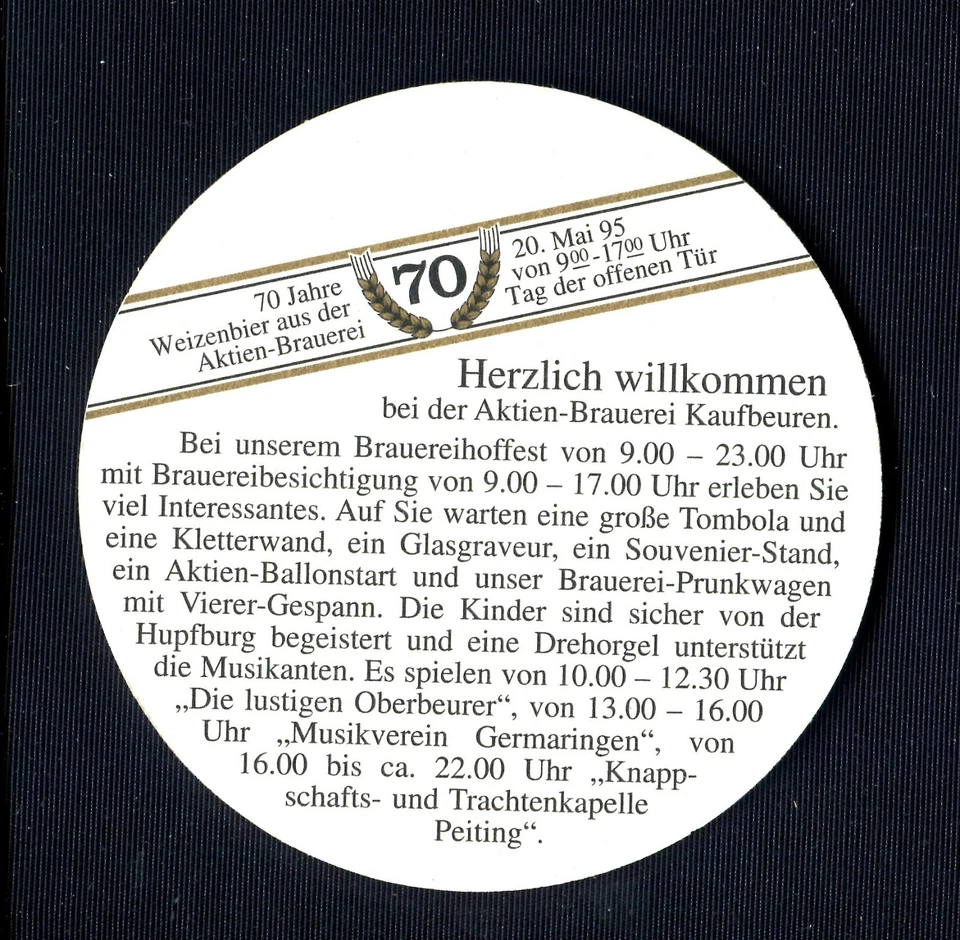 70 Jahre
Weizenbier aus der
Aktien-Brauerei
70
20. Mai 95
von 9⁰⁰-17⁰⁰ Uhr
Tag der offenen Tür
Herzlich willkommen
bei der Aktien-Brauerei Kaufbeuren.
Bei unserem Brauereihoffest von 9.00 – 23.00 Uhr
mit Brauereibesichtigung von 9.00 – 17.00 Uhr erleben Sie
viel Interessantes. Auf Sie warten eine große Tombola und
eine Kletterwand, ein Glasgraveur, ein Souvenier-Stand,
ein Aktien-Ballonstart und unser Brauerei-Prunkwagen
mit Vierer-Gespann. Die Kinder sind sicher von der
Hupfburg begeistert und eine Drehorgel unterstützt
die Musikanten. Es spielen von 10.00 – 12.30 Uhr
„Die lustigen Oberbeurer“, von 13.00 – 16.00
Uhr „Musikverein Germaringen“, von
16.00 bis ca. 22.00 Uhr „Knapp-
schafts- und Trachtenkapelle
Peiting“.